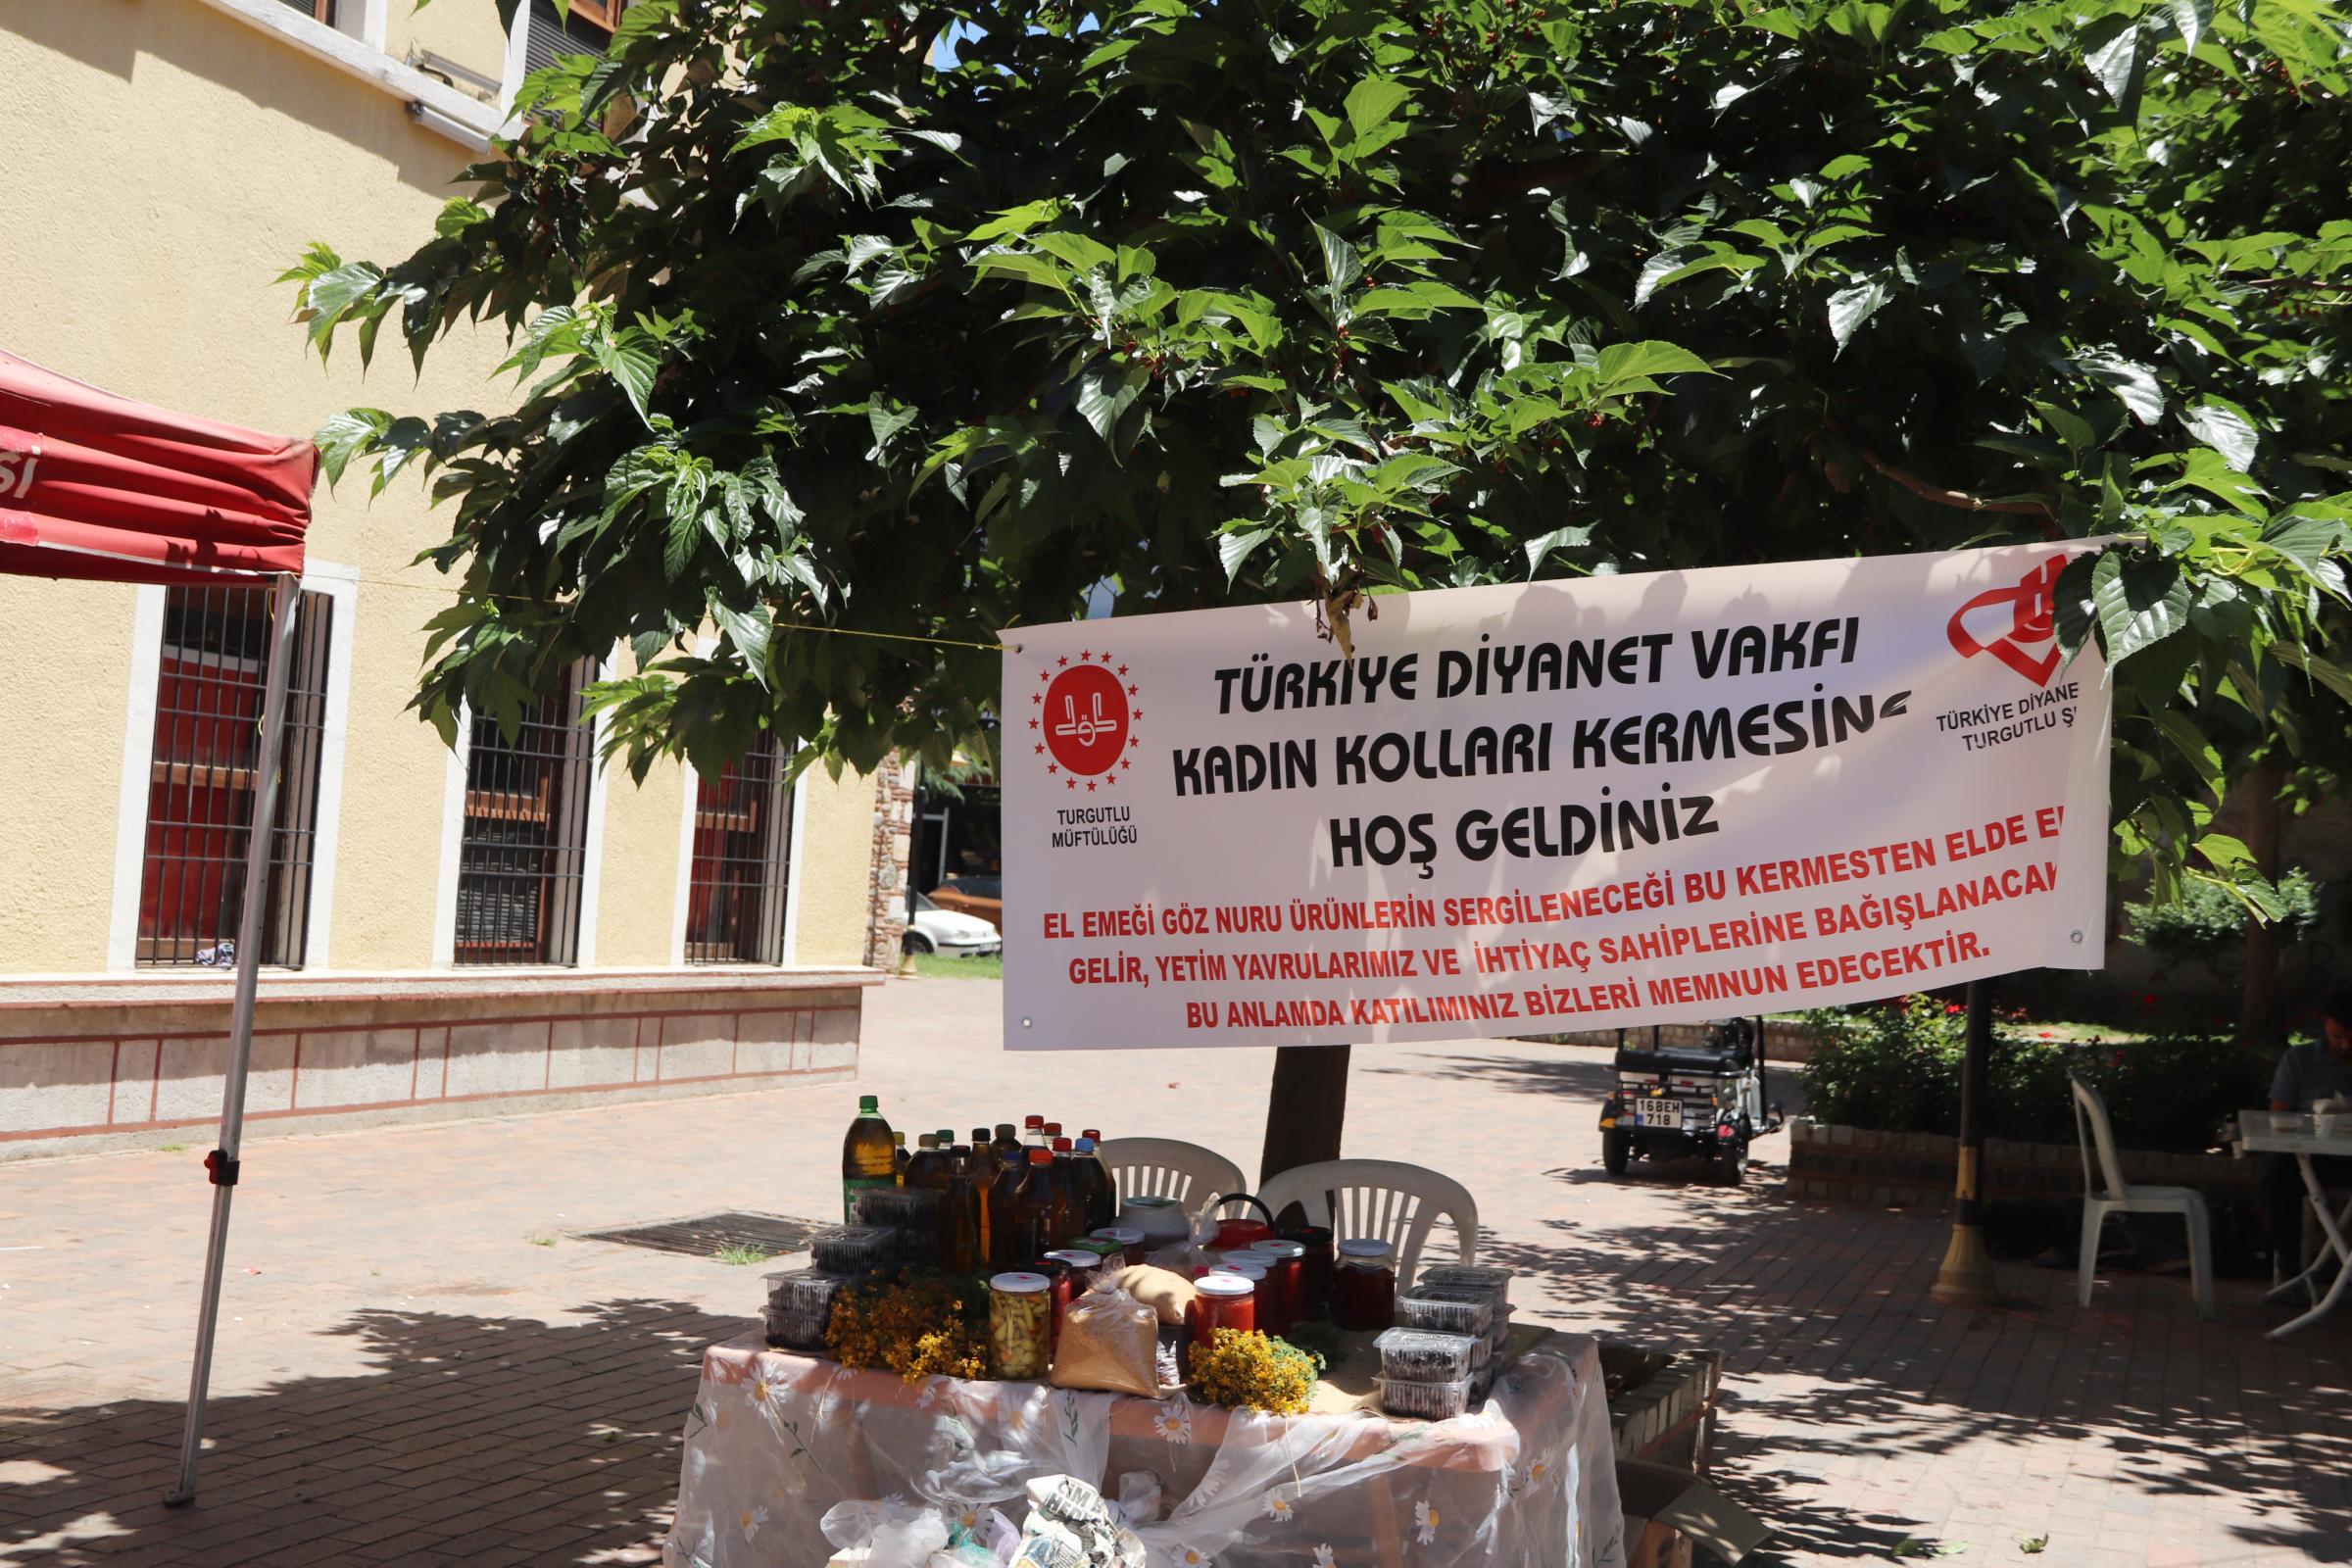 Sİ
TÜRKİYE DİYANET VAKFI
KADIN KOLLARI KERMESİNE
HOŞ GELDİNİZ
TURGUTLU
MÜFTÜLÜĞÜ
TÜRKİYE DİYANE
TURGUTLU Ş
EL EMEĞİ GÖZ NURU ÜRÜNLERİN SERGİLENECEĞİ BU KERMESTEN ELDE E
GELİR, YETİM YAVRULARIMIZ VE İHTİYAÇ SAHİPLERİNE BAĞIŞLANACAK
BU ANLAMDA KATILIMINIZ BİZLERİ MEMNUN EDECEKTİR.
16BEH
718